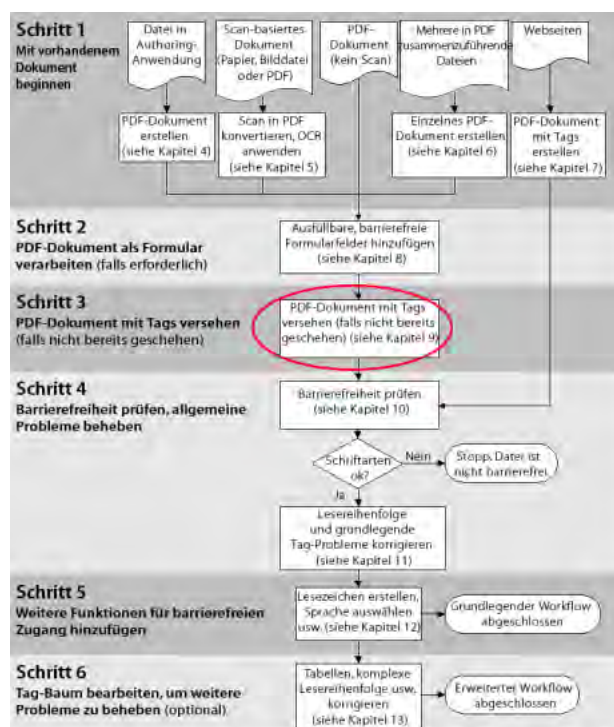 Schritt 1
Mit vorhandenem
Dokument
beginnen
Datei in
Authoring-
Anwendung
Scan-basiertes
Dokument
(Papier, Bilddatei
oder PDF)
PDF-
Dokument
(kein Scan)
Mehrere in PDF
zusammenzuführende
Dateien
Webseiten
PDF-Dokument
erstellen
(siehe Kapitel 4)
Scan in PDF
konvertieren, OCR
anwenden
(siehe Kapitel 5)
Einzelnes PDF-
Dokument erstellen
(siehe Kapitel 6)
PDF-Dokument
mit Tags
erstellen
(siehe Kapitel 7)
Schritt 2
PDF-Dokument als Formular
verarbeiten (falls erforderlich)
Ausfüllbare, barrierefreie
Formularfelder hinzufügen
(siehe Kapitel 8)
Schritt 3
PDF-Dokument mit Tags versehen
(falls nicht bereits geschehen)
PDF-Dokument mit Tags
versehen (falls nicht bereits
geschehen) (siehe Kapitel 9)
Schritt 4
Barrierefreiheit prüfen, allgemeine
Probleme beheben
Barrierefreiheit prüfen
(siehe Kapitel 10)
Schriftarten
ok?
Nein
Stopp. Datei ist
nicht barrierefrei.
Ja
Lesereihenfolge
und grundlegende
Tag-Probleme korrigieren
(siehe Kapitel 11)
Schritt 5
Weitere Funktionen für barrierefreien
Zugang hinzufügen
Lesezeichen erstellen,
Sprache auswählen
usw. (siehe Kapitel 12)
Grundlegender Workflow
abgeschlossen
Schritt 6
Tag-Baum bearbeiten, um weitere
Probleme zu beheben (optional)
Tabellen, komplexe
Lesereihenfolge usw.
korrigieren
(siehe Kapitel 13)
Erweiterter Workflow
abgeschlossen